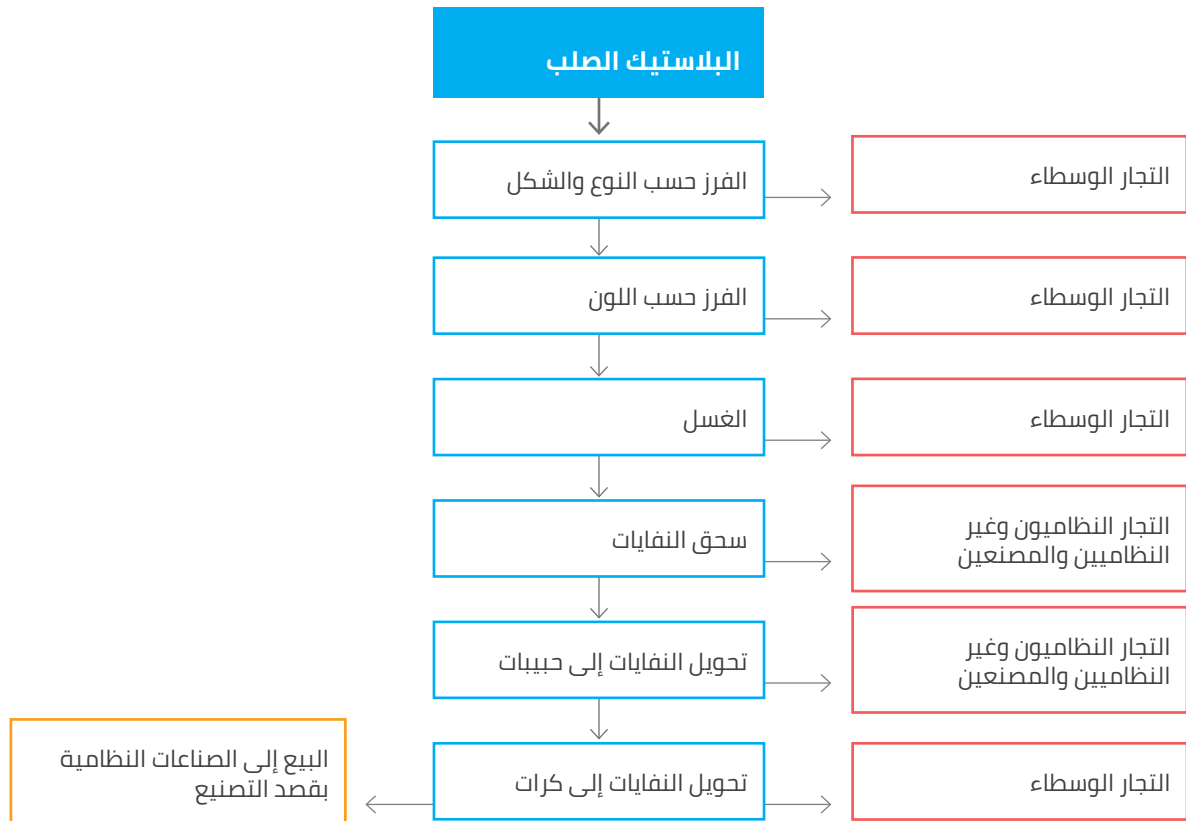 البلاستيك الصلب
الفرز حسب النوع والشكل
التجار الوسطاء
الفرز حسب اللون
التجار الوسطاء
الغسل
التجار الوسطاء
سحق النفايات
التجار النظاميون وغير
النظاميين والمصنعين
تحويل النفايات إلى حبيبات
التجار النظاميون وغير
النظاميين والمصنعين
التجار الوسطاء
تحويل النفايات إلى كرات
البيع إلى الصناعات النظامية
بقصد التصنيع